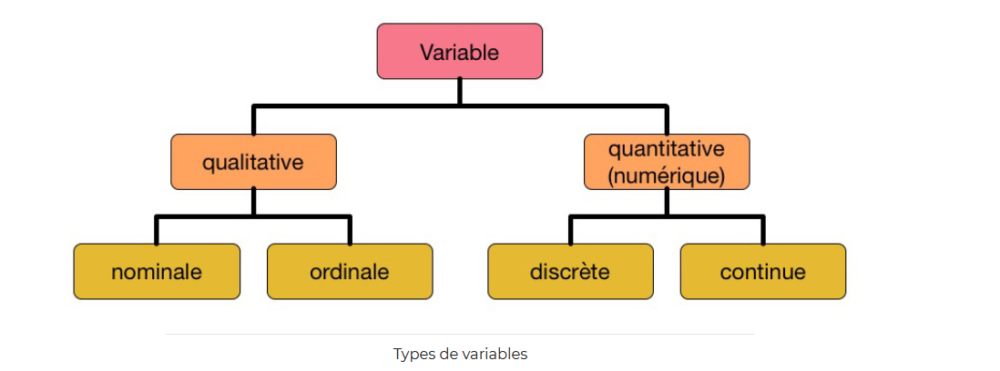 Variable
qualitative
quantitative
(numérique)
nominale
ordinale
discrète
continue
Types de variables